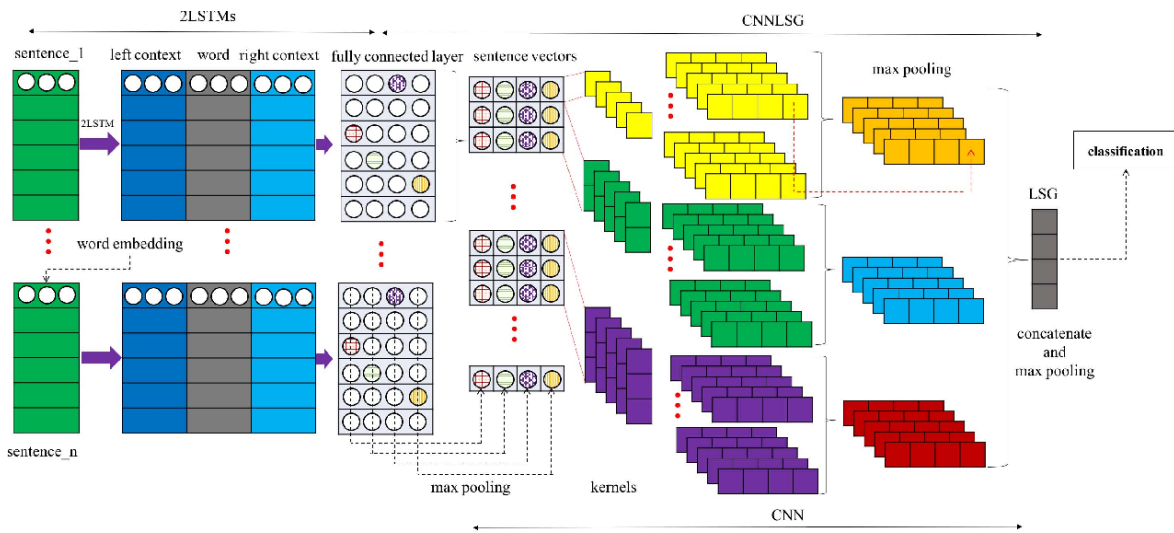 2LSTMs
CNNLSG
sentence_1
left context
word
right context
fully connected layer
sentence vectors
max pooling
2LSTM
classification
LSG
word embedding
concatenate
and
max pooling
sentence_n
max pooling
kernels
CNN